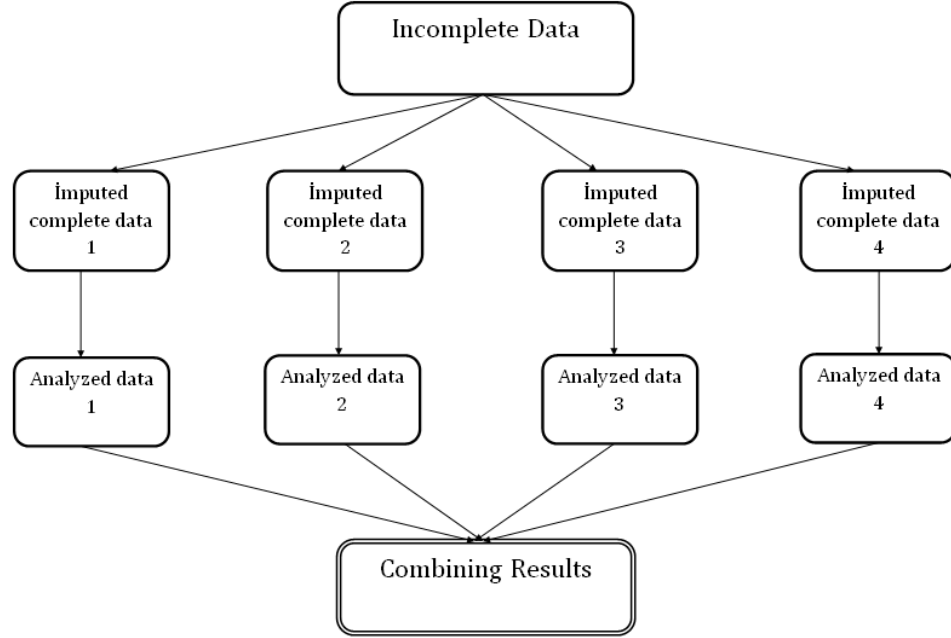 Incomplete Data
İmputed
complete data
1
İmputed
complete data
2
İmputed
complete data
3
İmputed
complete data
4
Analyzed data
1
Analyzed data
2
Analyzed data
3
Analyzed data
4
Combining Results